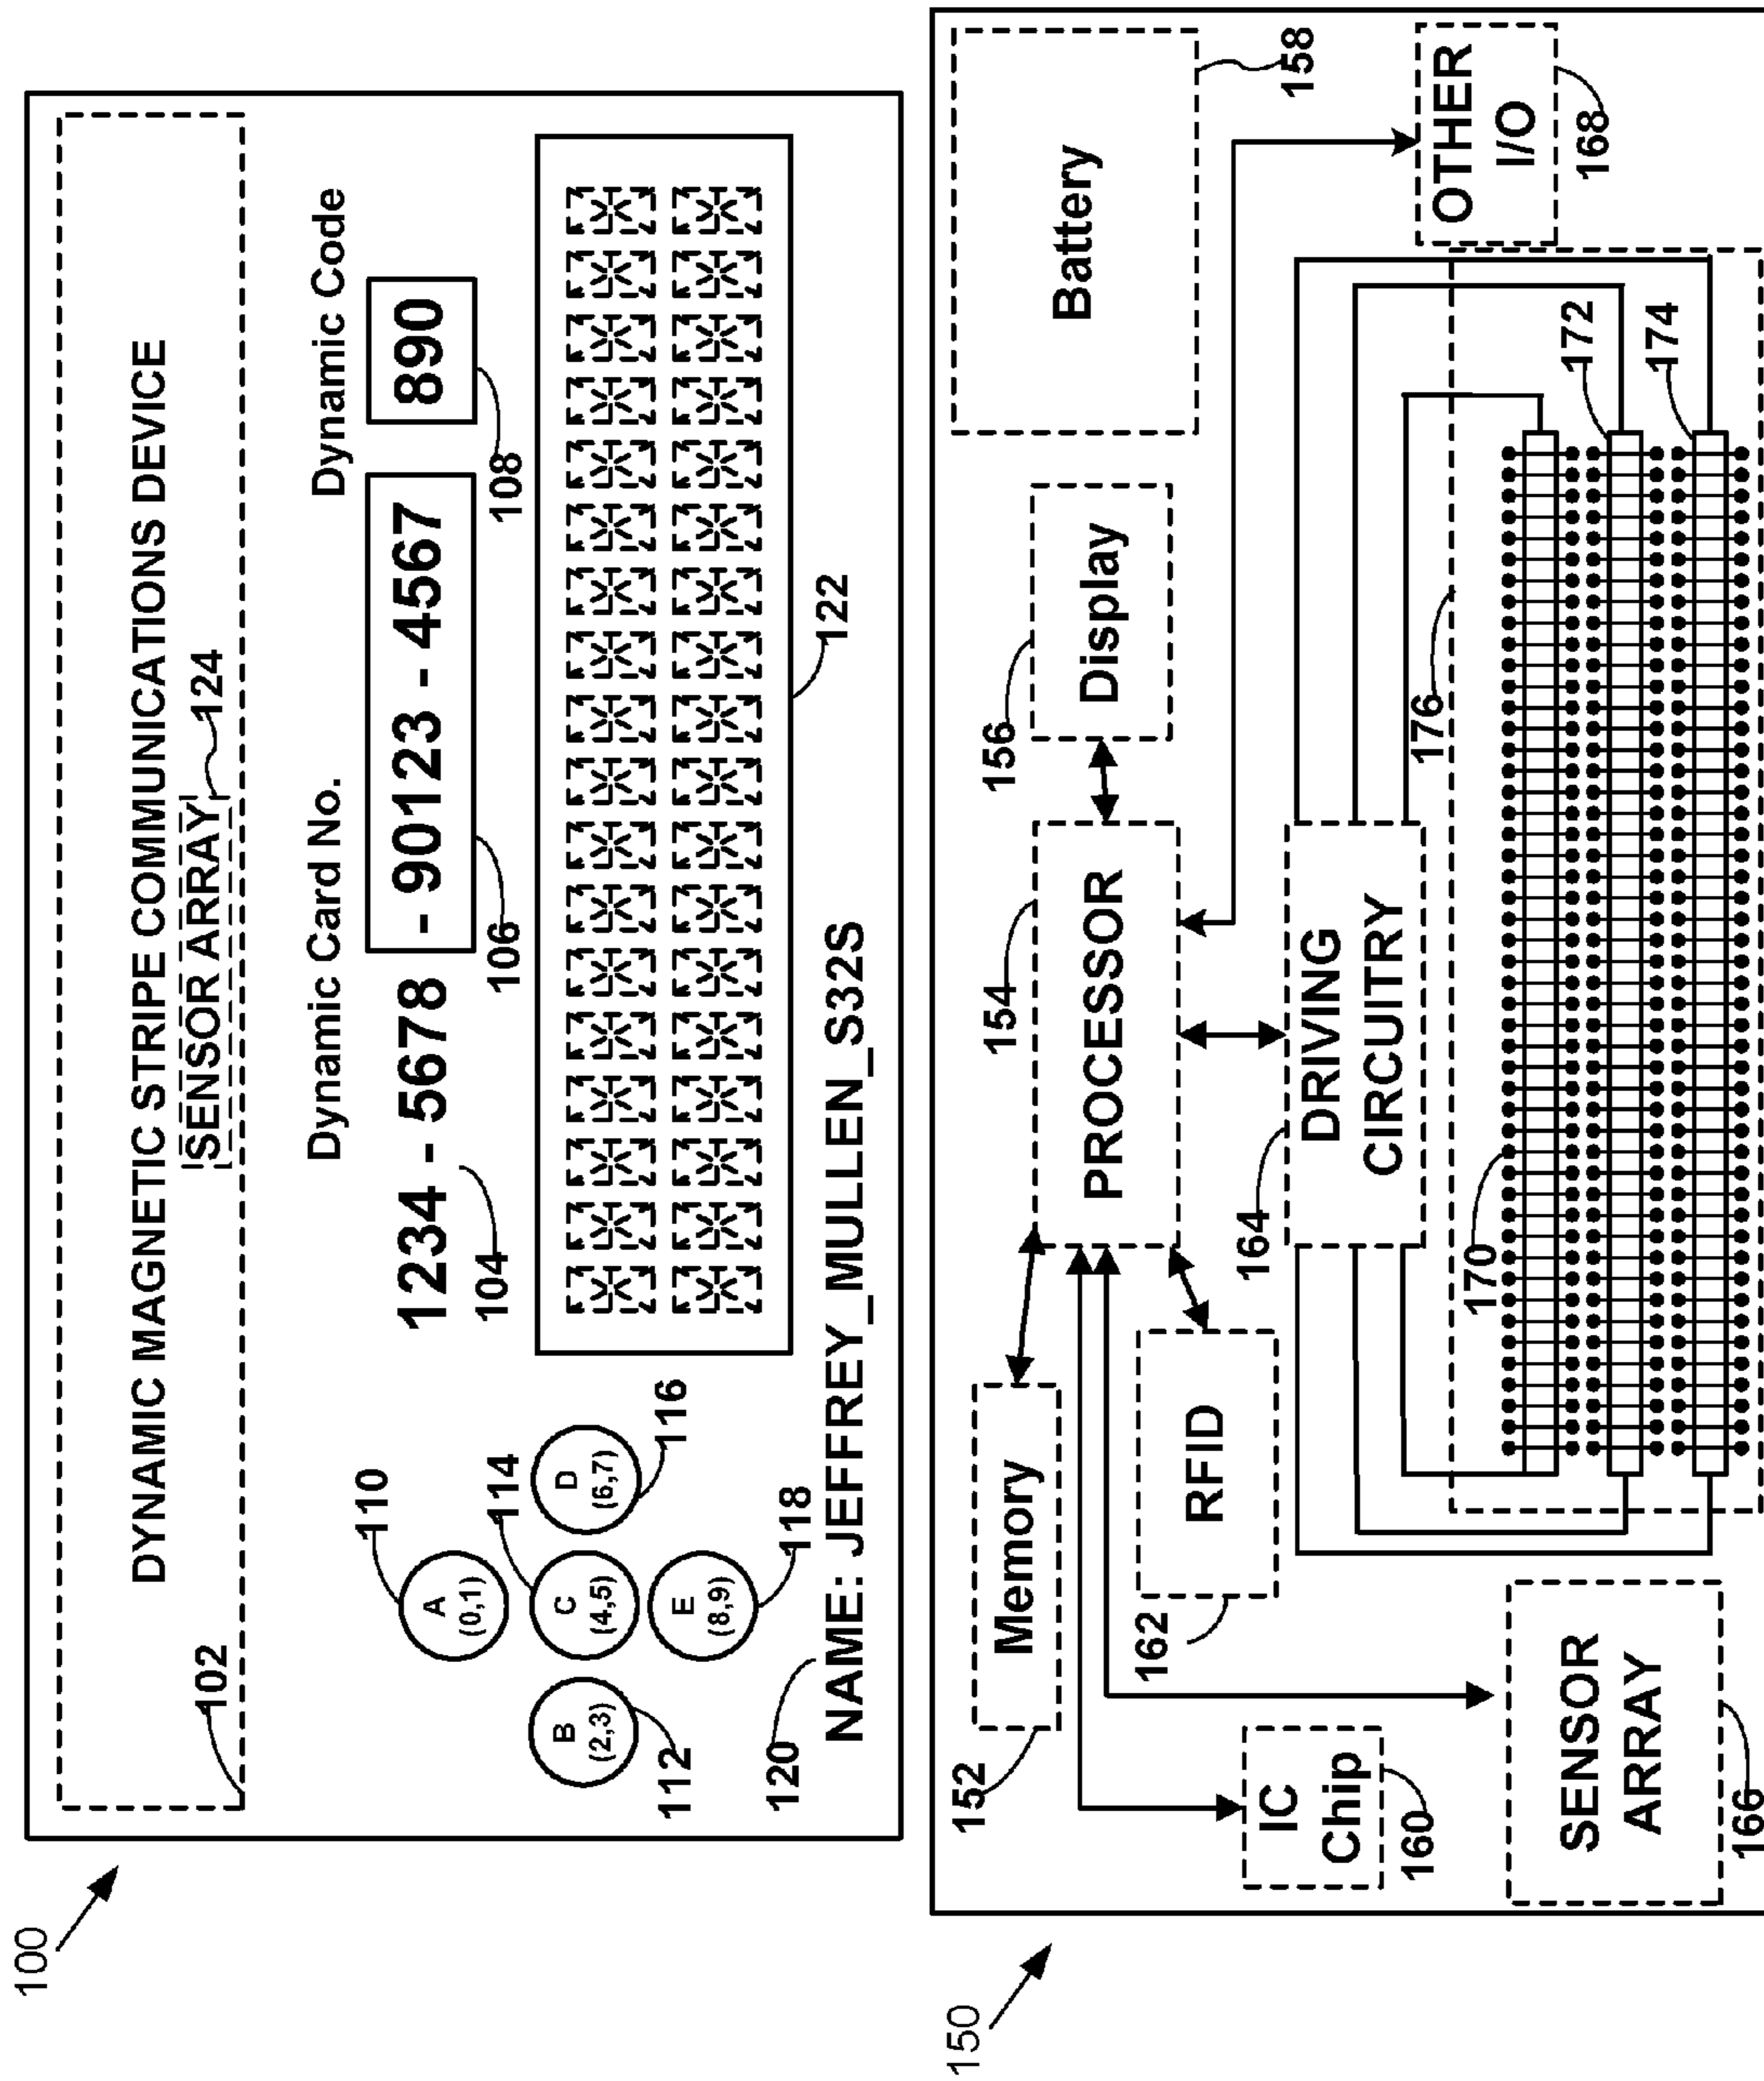 100
DYNAMIC MAGNETIC STRIPE COMMUNICATIONS DEVICE
SENSOR ARRAY
124
102
Dynamic Card No.
Dynamic Code
1234 - 5678 - 90123 - 4567
890
104
106
108
110
A
(0,1)
B
(2,3)
C
(4,5)
D
(6,7)
E
(8,9)
112
114
116
118
122
120
NAME: JEFFREY_MULLEN_S32S
150
152
Memory
154
PROCESSOR
156
Display
Battery
158
IC
Chip
160
162
RFID
164
DRIVING
CIRCUITRY
OTHER
I/O
168
SENSOR
ARRAY
166
170
176
172
174